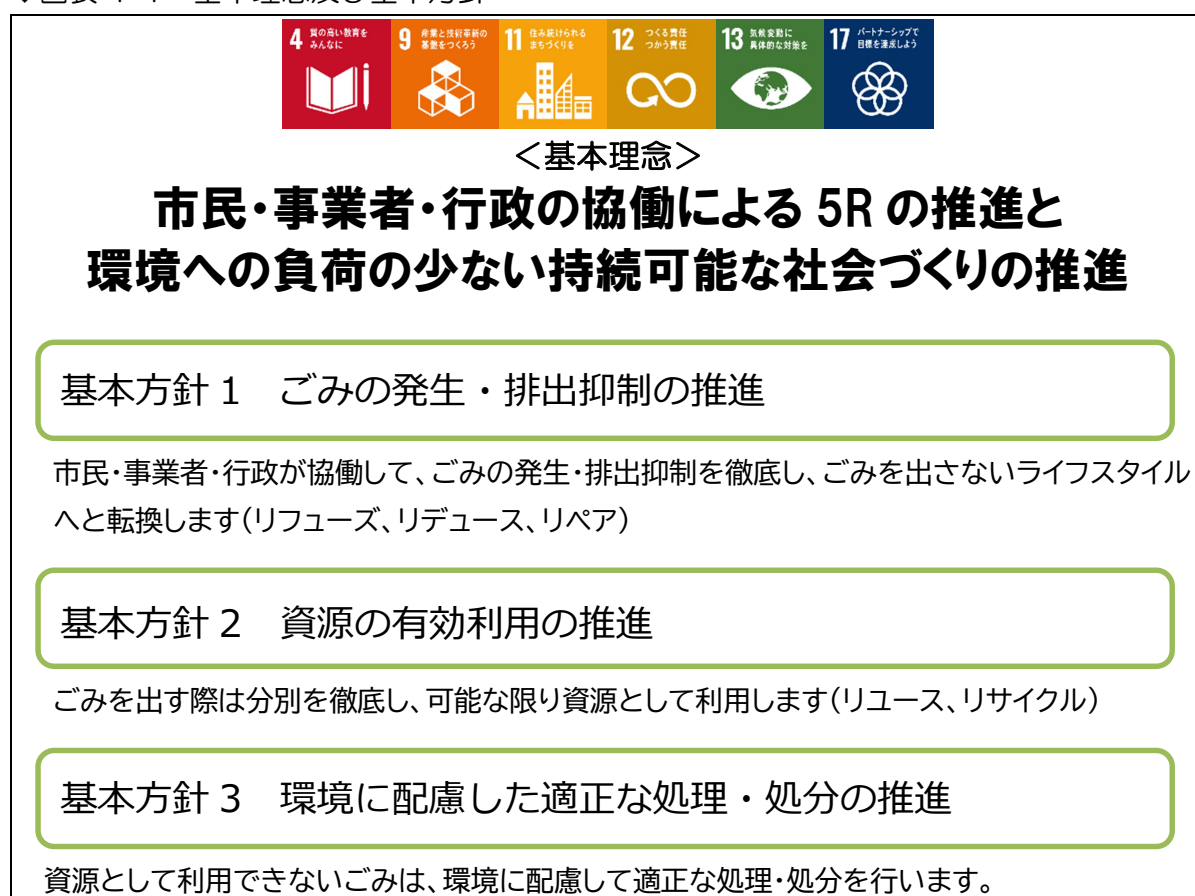 4 質の高い教育を
みんなに
9 産業と技術革新の
基盤をつくろう
11 住み続けられる
まちづくりを
12 つくる責任
つかう責任
13 気候変動に
具体的な対策を
17 パートナーシップで
目標を達成しよう
＜基本理念＞
市民・事業者・行政の協働による 5R の推進と
環境への負荷の少ない持続可能な社会づくりの推進
基本方針 1　ごみの発生・排出抑制の推進
市民・事業者・行政が協働して、ごみの発生・排出抑制を徹底し、ごみを出さないライフスタイル
へと転換します（リフューズ、リデュース、リペア）
基本方針 2　資源の有効利用の推進
ごみを出す際は分別を徹底し、可能な限り資源として利用します（リユース、リサイクル）
基本方針 3　環境に配慮した適正な処理・処分の推進
資源として利用できないごみは、環境に配慮して適正な処理・処分を行います。